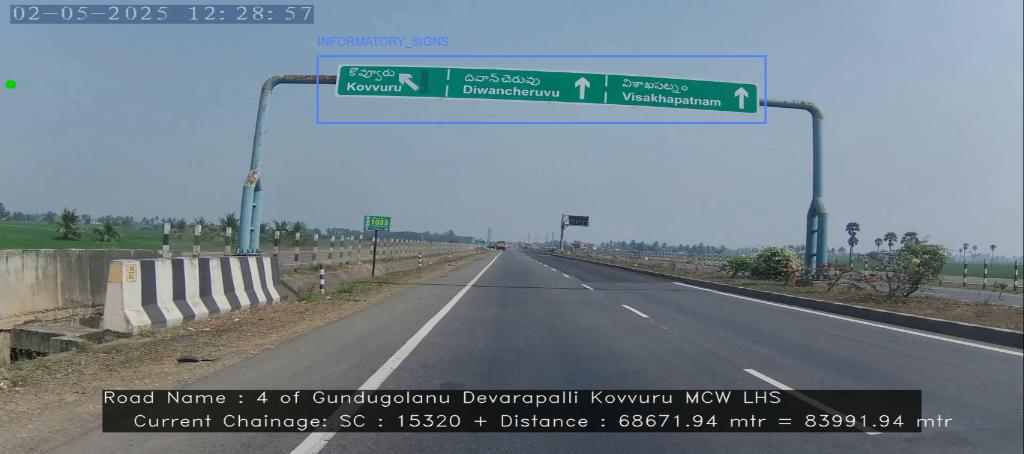 02-05-2025 12:28:57
INFORMATORY_SIGNS
కొవ్వూరు
Kovvuru
దివాన్‌చెరువు
Diwancheruvu
విశాఖపట్నం
Visakhapatnam
1033
Road Name : 4 of Gundugolanu Devarapalli Kovvuru MCW LHS
Current Chainage: SC : 15320 + Distance : 68671.94 mtr = 83991.94 mtr